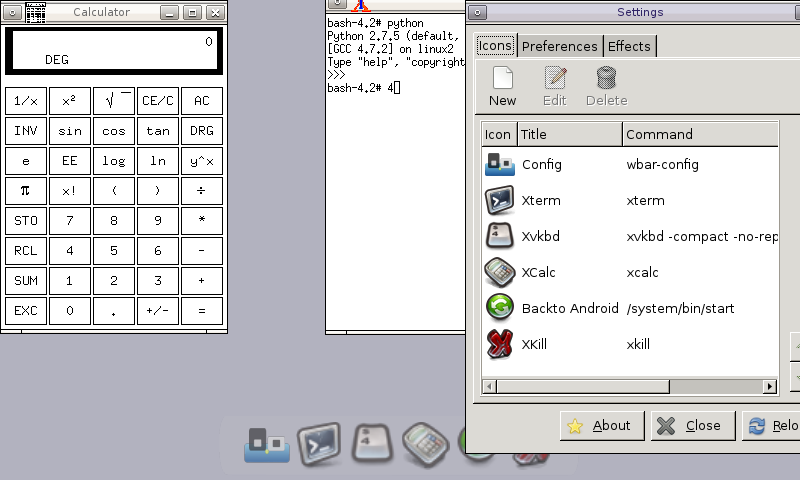 Calculator
0
DEG
1/x x² √‾ CE/C AC
INV sin cos tan DRG
e EE log ln y^x
π x! ( ) ÷
STO 7 8 9 *
RCL 4 5 6 -
SUM 1 2 3 +
EXC 0 . +/- =
bash-4.2# python
Python 2.7.5 (default,
[GCC 4.7.2] on linux2
Type "help", "copyright
>>>
bash-4.2# 4
Settings
Icons Preferences Effects
New Edit Delete
Icon Title Command
Config wbar-config
Xterm xterm
Xvkbd xvkbd -compact -no-rep
XCalc xcalc
Backto Android /system/bin/start
XKill xkill
About Close Relo
4